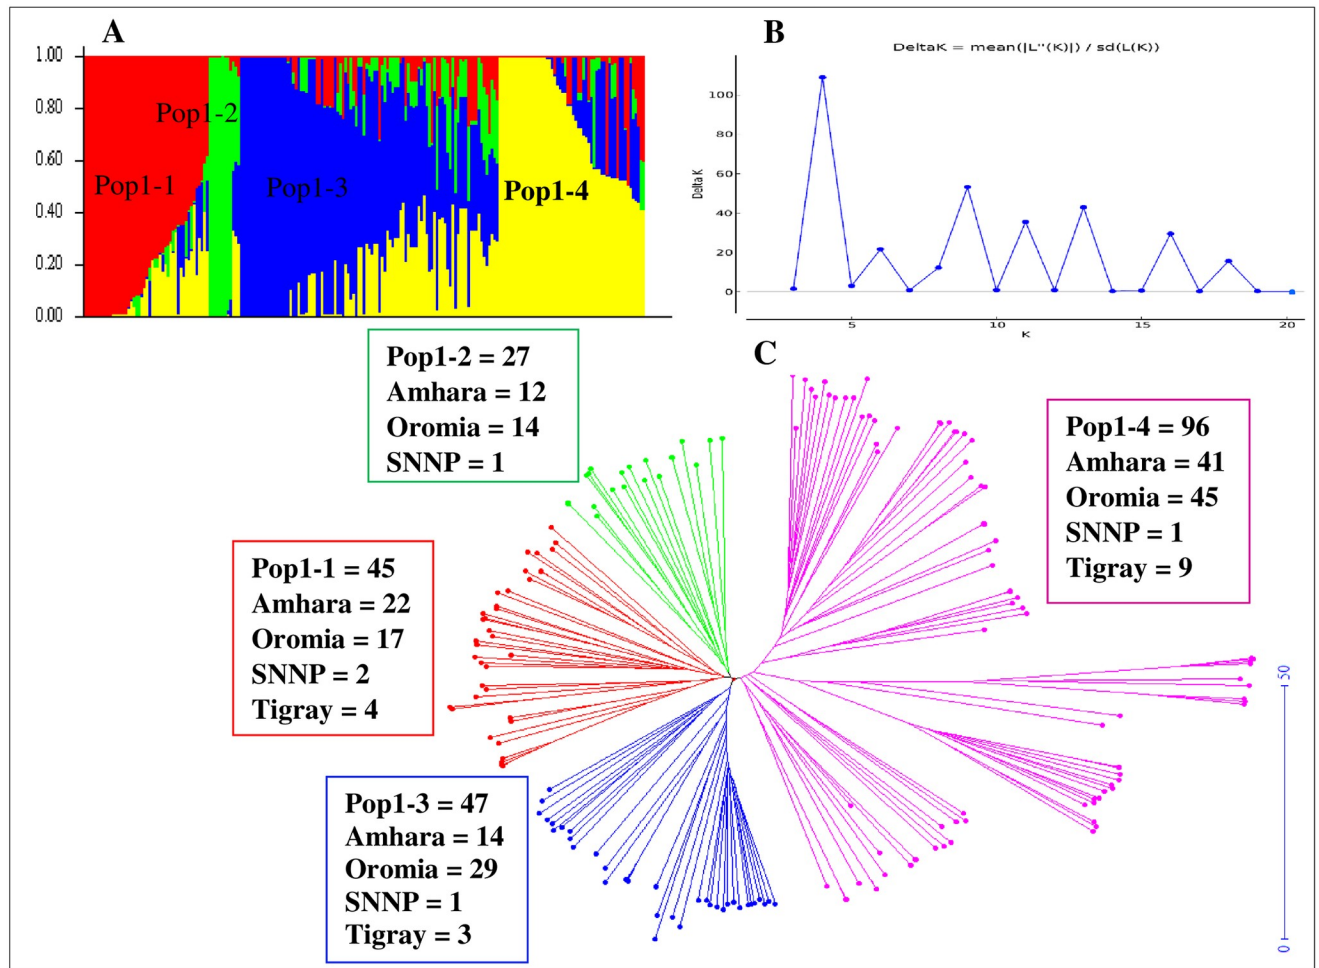 A
1.00
0.80
0.60
0.40
0.20
0.00
Pop1-2
Pop1-1
Pop1-3
Pop1-4
B
DeltaK = mean(|L"(K)|) / sd(L(K))
Delta K
100
80
60
40
20
0
5
10
15
20
K
C
Pop1-2 = 27
Amhara = 12
Oromia = 14
SNNP = 1
Pop1-4 = 96
Amhara = 41
Oromia = 45
SNNP = 1
Tigray = 9
Pop1-1 = 45
Amhara = 22
Oromia = 17
SNNP = 2
Tigray = 4
Pop1-3 = 47
Amhara = 14
Oromia = 29
SNNP = 1
Tigray = 3
50
0